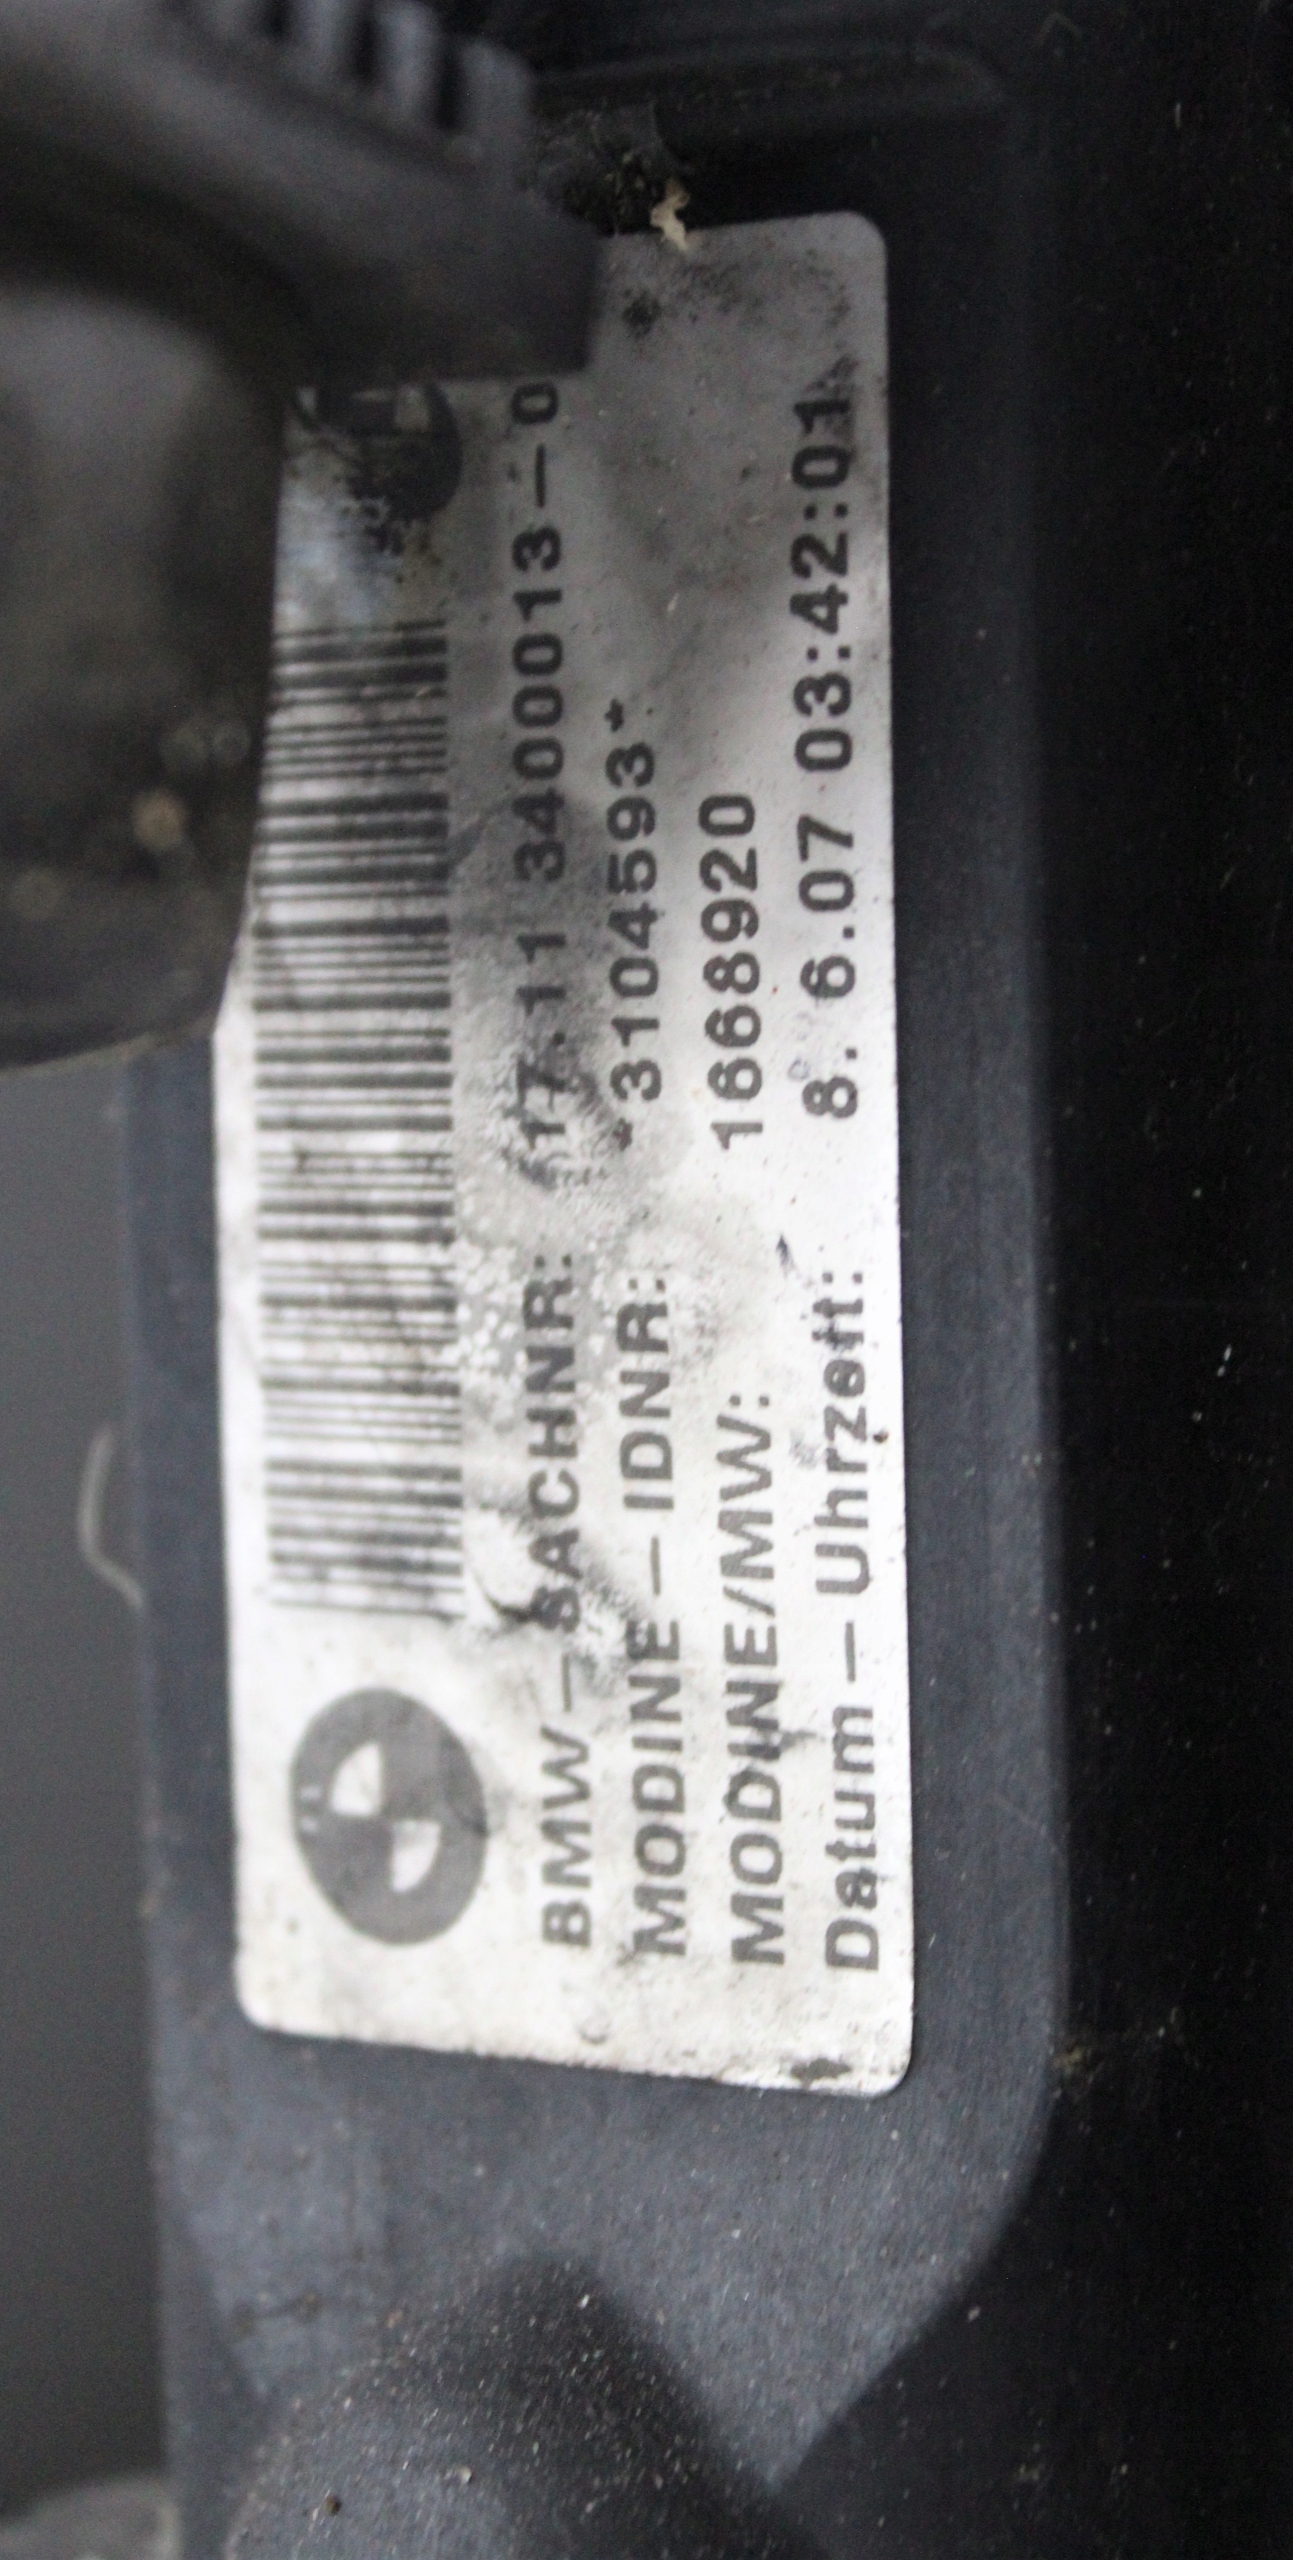 BMW-SACHNR: 17.11 3400013-0
MODINE-IDNR: *3104593*
MODINE/MW: 1668920
Datum-Uhrzeit: 8. 6.07 03:42:01